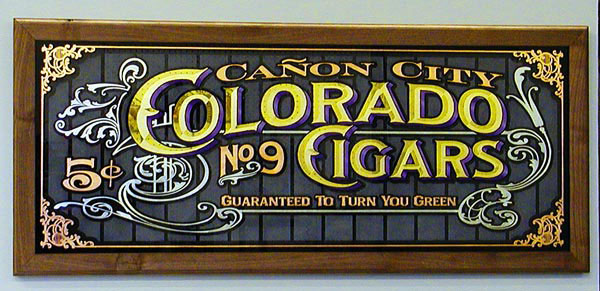 CAÑON CITY
COLORADO
5¢ No. 9 CIGARS
GUARANTEED TO TURN YOU GREEN